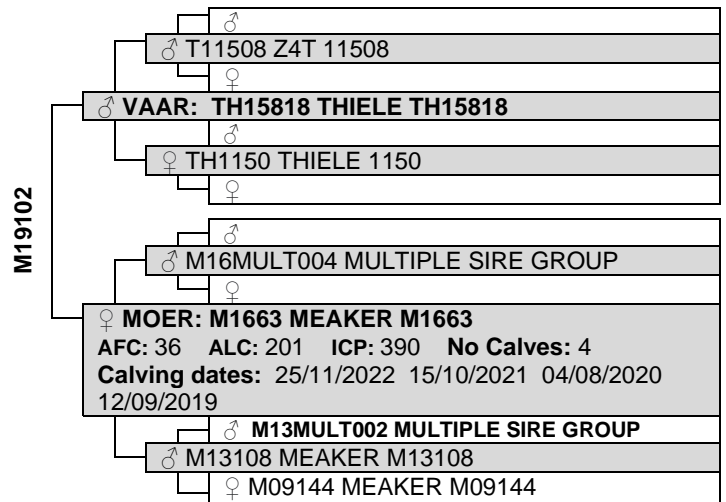 ♂
♂ T11508 Z4T 11508
♀
♂ VAAR: TH15818 THIELE TH15818
♂
♀ TH1150 THIELE 1150
♀
M19102
♂
♂ M16MULT004 MULTIPLE SIRE GROUP
♀
♀ MOER: M1663 MEAKER M1663
AFC: 36 ALC: 201 ICP: 390 No Calves: 4
Calving dates: 25/11/2022 15/10/2021 04/08/2020
12/09/2019
♂ M13MULT002 MULTIPLE SIRE GROUP
♂ M13108 MEAKER M13108
♀ M09144 MEAKER M09144